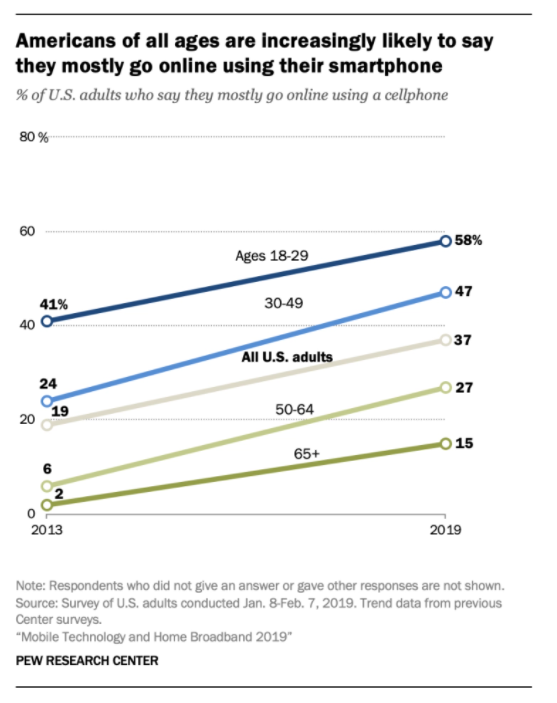 Americans of all ages are increasingly likely to say
they mostly go online using their smartphone
% of U.S. adults who say they mostly go online using a cellphone
80 %
60
58%
Ages 18-29
41%
30-49
47
40
All U.S. adults
37
24
19
27
20
50-64
6
65+
15
2
0
2013
2019
Note: Respondents who did not give an answer or gave other responses are not shown.
Source: Survey of U.S. adults conducted Jan. 8-Feb. 7, 2019. Trend data from previous
Center surveys.
“Mobile Technology and Home Broadband 2019”
PEW RESEARCH CENTER